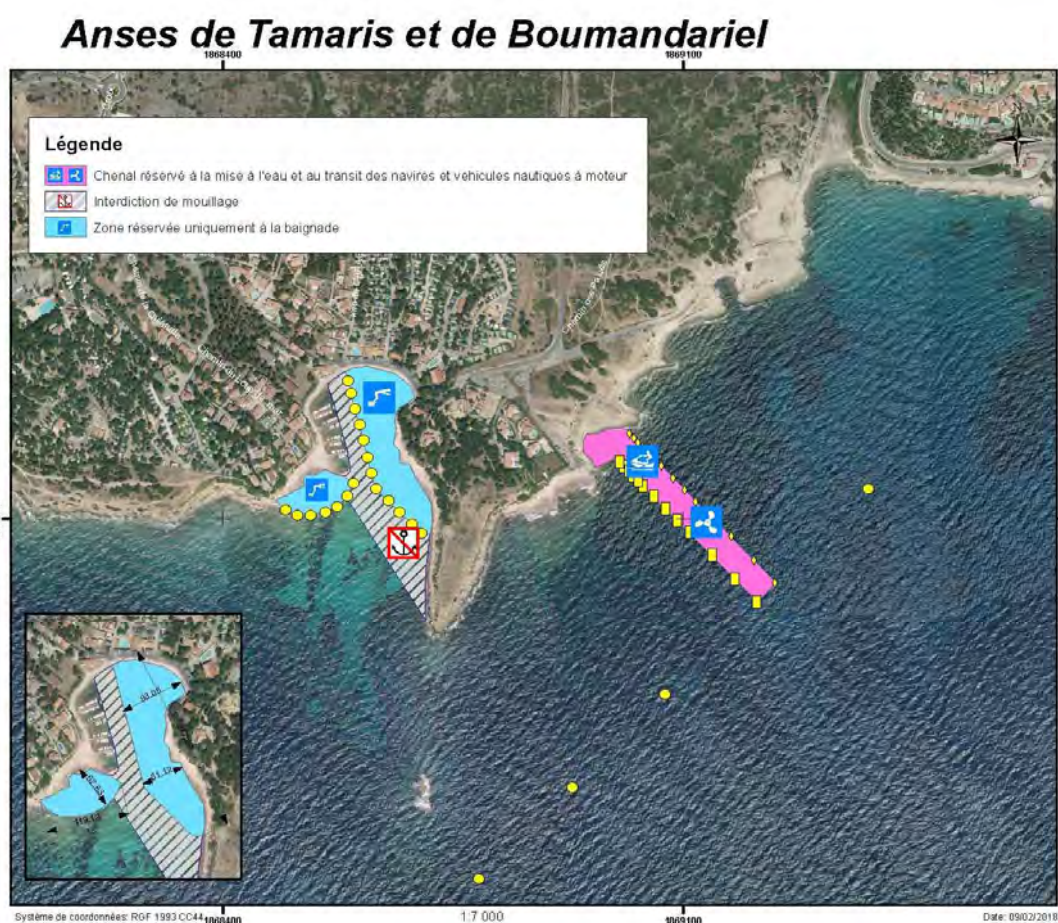 Anses de Tamaris et de Boumandariel
1868400
1869100
Légende
Chenal réservé à la mise à l'eau et au transit des navires et vehicules nautiques à moteur
Interdiction de mouillage
Zone réservée uniquement à la baignade
Système de coordonnées: RGF 1993 CC44
1868400
1:7 000
1869100
Date: 09/02/2018